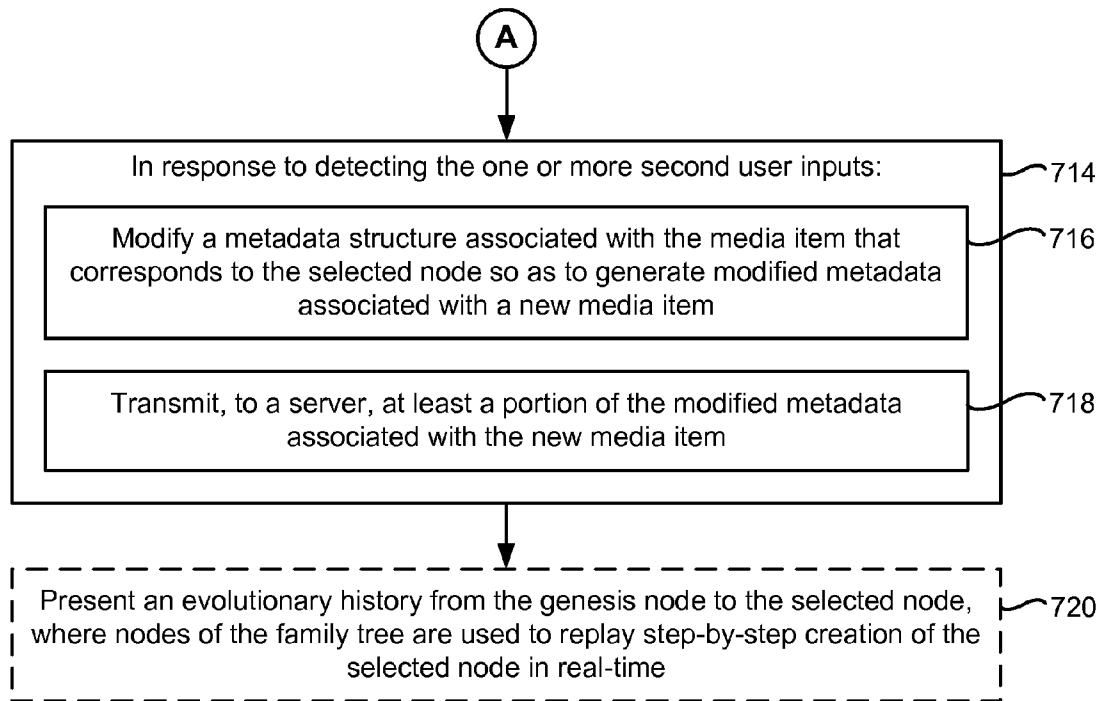 A
In response to detecting the one or more second user inputs:
714
Modify a metadata structure associated with the media item that
corresponds to the selected node so as to generate modified metadata
associated with a new media item
716
Transmit, to a server, at least a portion of the modified metadata
associated with the new media item
718
Present an evolutionary history from the genesis node to the selected node,
where nodes of the family tree are used to replay step-by-step creation of the
selected node in real-time
720